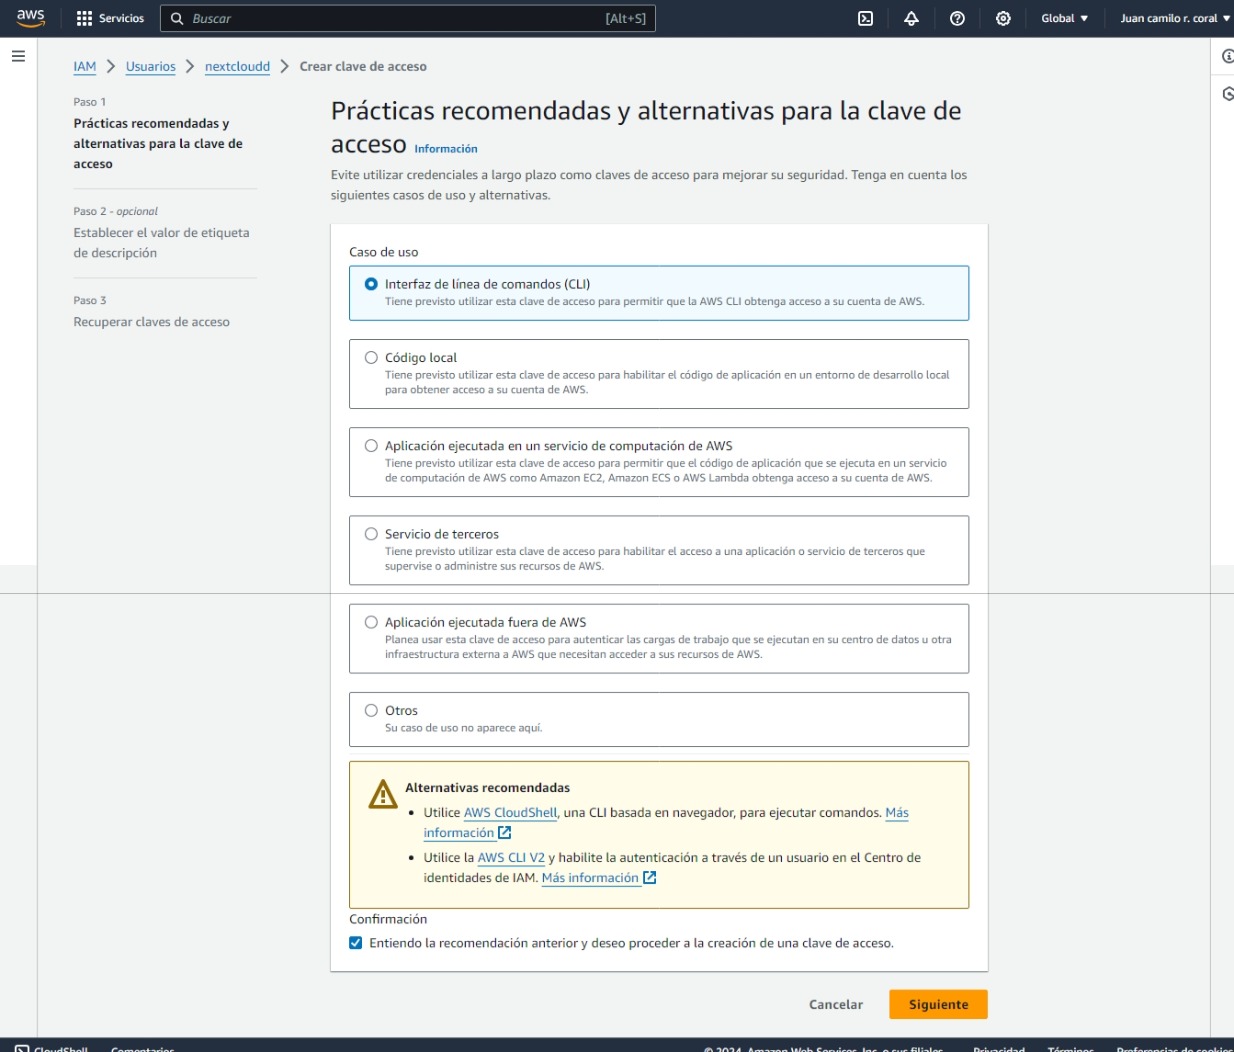 aws
Servicios
Buscar
[Alt+S]
Global
Juan camilo r. coral
IAM
Usuarios
nextcloudd
Crear clave de acceso
Paso 1
Prácticas recomendadas y
alternativas para la clave de
acceso
Paso 2 - opcional
Establecer el valor de etiqueta
de descripción
Paso 3
Recuperar claves de acceso
Prácticas recomendadas y alternativas para la clave de
acceso Información
Evite utilizar credenciales a largo plazo como claves de acceso para mejorar su seguridad. Tenga en cuenta los
siguientes casos de uso y alternativas.
Caso de uso
Interfaz de línea de comandos (CLI)
Tiene previsto utilizar esta clave de acceso para permitir que la AWS CLI obtenga acceso a su cuenta de AWS.
Código local
Tiene previsto utilizar esta clave de acceso para habilitar el código de aplicación en un entorno de desarrollo local
para obtener acceso a su cuenta de AWS.
Aplicación ejecutada en un servicio de computación de AWS
Tiene previsto utilizar esta clave de acceso para permitir que el código de aplicación que se ejecuta en un servicio
de computación de AWS como Amazon EC2, Amazon ECS o AWS Lambda obtenga acceso a su cuenta de AWS.
Servicio de terceros
Tiene previsto utilizar esta clave de acceso para habilitar el acceso a una aplicación o servicio de terceros que
supervise o administre sus recursos de AWS.
Aplicación ejecutada fuera de AWS
Planea usar esta clave de acceso para autenticar las cargas de trabajo que se ejecutan en su centro de datos u otra
infraestructura externa a AWS que necesitan acceder a sus recursos de AWS.
Otros
Su caso de uso no aparece aquí.
Alternativas recomendadas
Utilice AWS CloudShell, una CLI basada en navegador, para ejecutar comandos. Más
información
Utilice la AWS CLI V2 y habilite la autenticación a través de un usuario en el Centro de
identidades de IAM. Más información
Confirmación
Entiendo la recomendación anterior y deseo proceder a la creación de una clave de acceso.
Cancelar
Siguiente
CloudShell
Comentarios
© 2024, Amazon Web Services, Inc. o sus filiales.
Privacidad
Términos
Preferencias de cookies